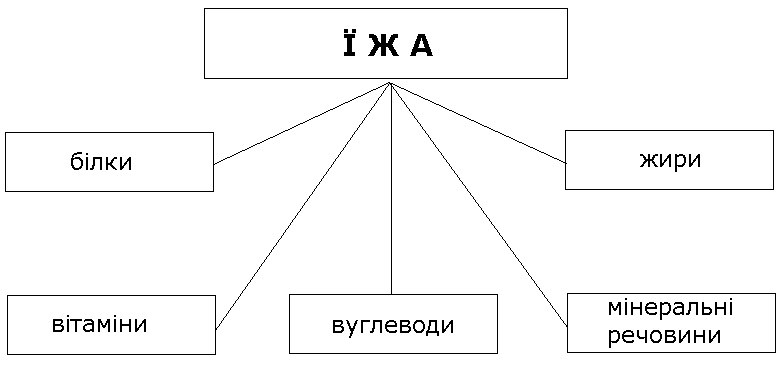 Ї Ж А
білки
жири
вітаміни
вуглеводи
мінеральні
речовини